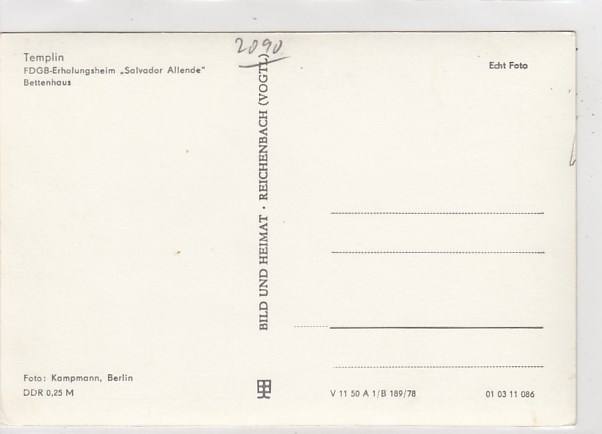 Templin
FDGB-Erholungsheim „Salvador Allende“
Bettenhaus
2090
Echt Foto
BILD UND HEIMAT · REICHENBACH (VOGTL)
Foto: Kampmann, Berlin
DDR 0,25 M
V 11 50 A 1/B 189/78
01 03 11 086